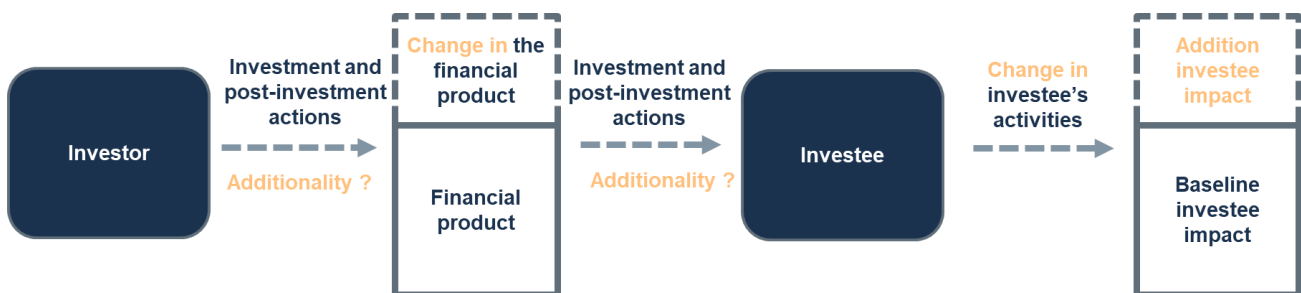 Investor
Investment and
post-investment
actions
Additionality ?
Change in the
financial
product
Financial
product
Investment and
post-investment
actions
Additionality ?
Investee
Change in
investee's
activities
Addition
investee
impact
Baseline
investee
impact